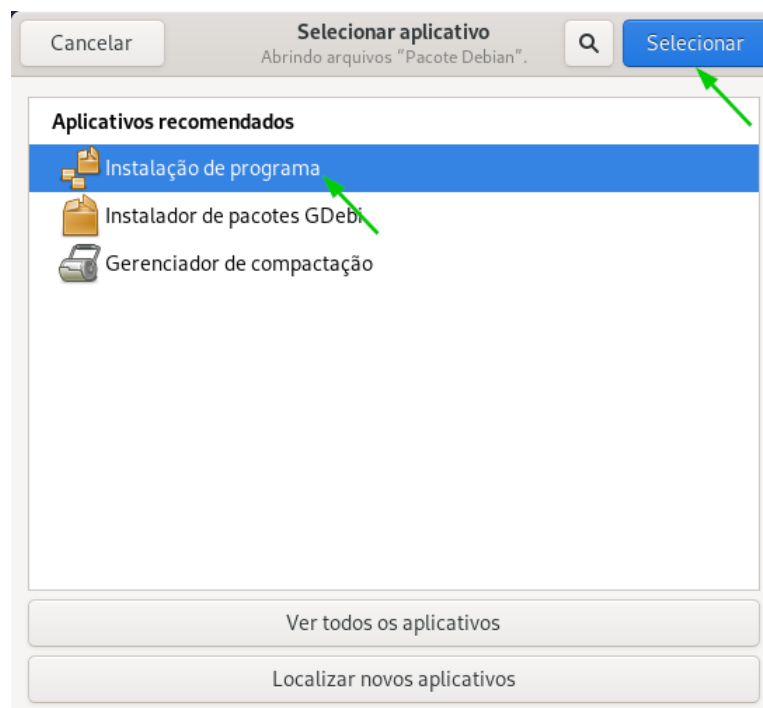 Cancelar
Selecionar aplicativo
Abrindo arquivos "Pacote Debian".
Selecionar
Aplicativos recomendados
Instalação de programa
Instalador de pacotes GDebi
Gerenciador de compactação
Ver todos os aplicativos
Localizar novos aplicativos